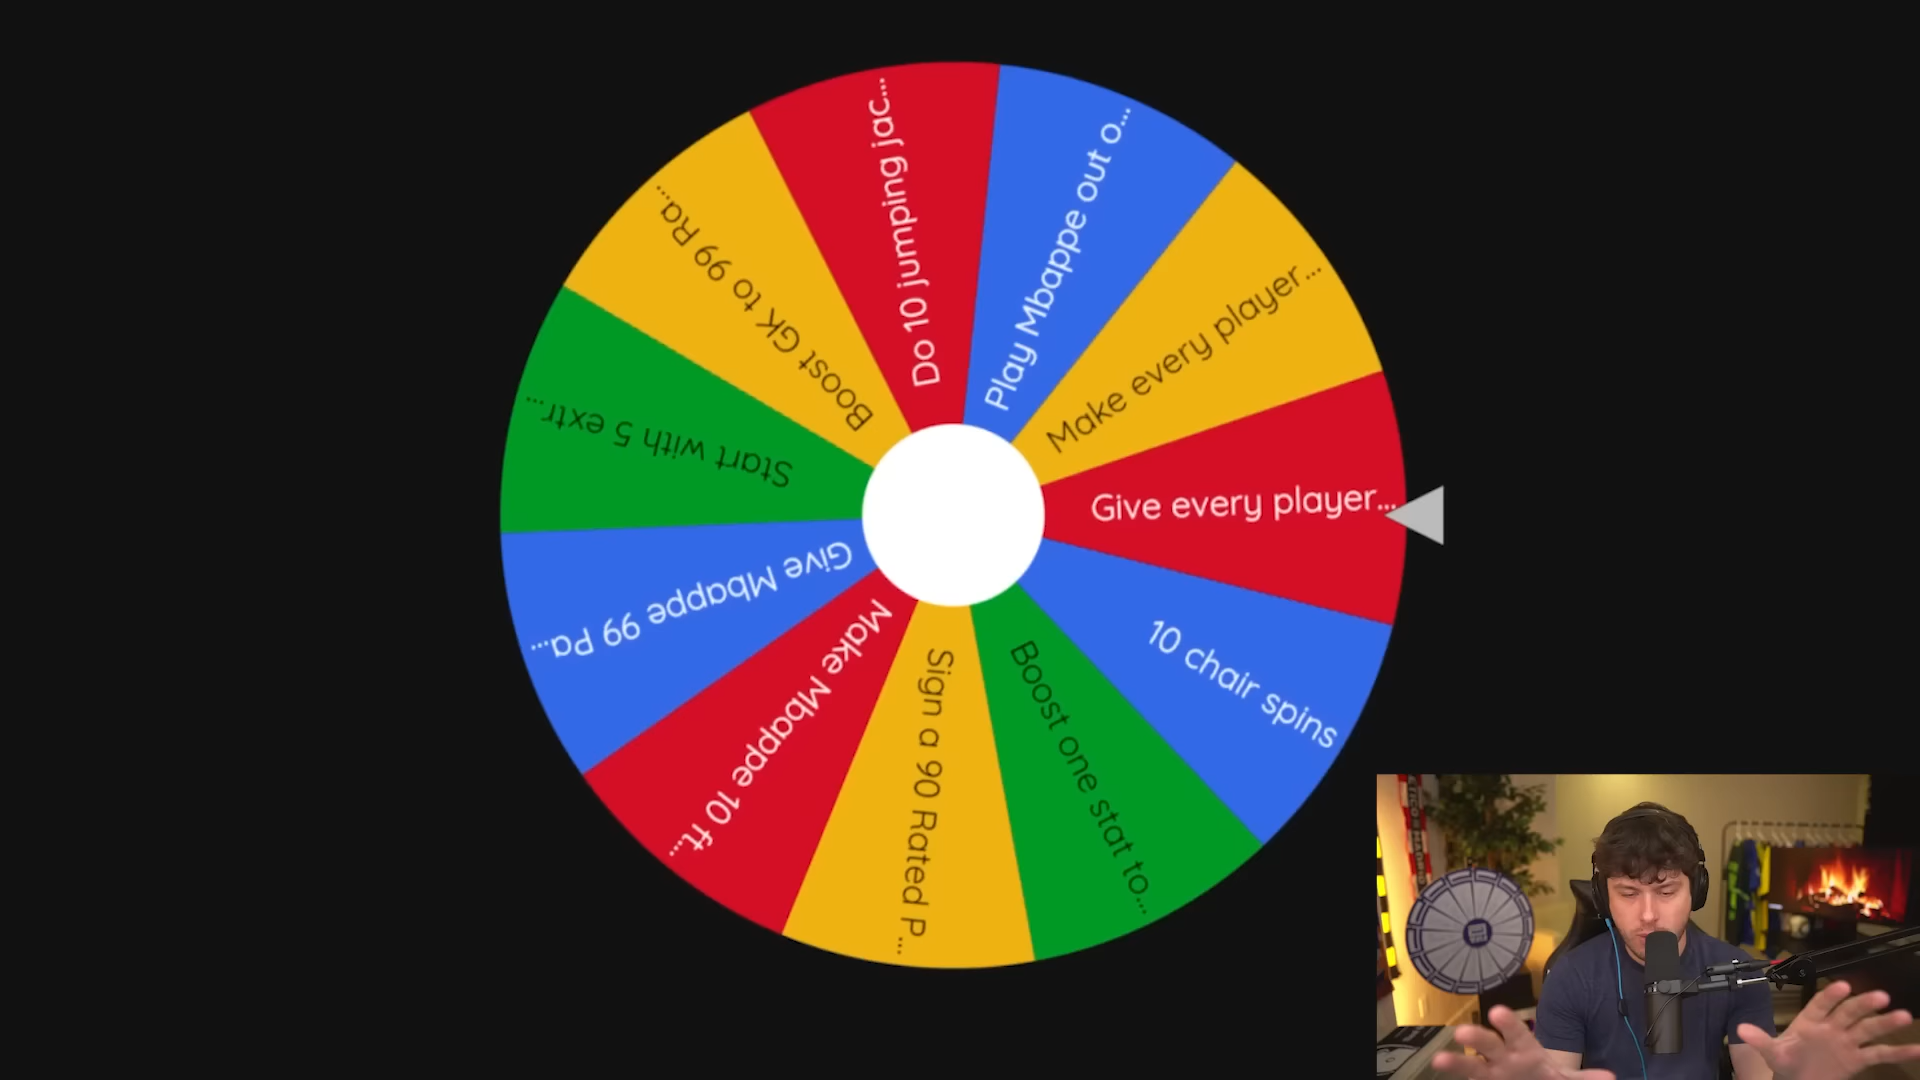 Do 10 jumping jac...
Play Mbappe out o...
Make every player...
Give every player...
10 chair spins
Boost one stat to...
Sign a 90 Rated P...
Make Mbappe 10 ft...
Give Mbappe 99 Pa...
Start with 5 extr...
Boost GK to 99 Ra...